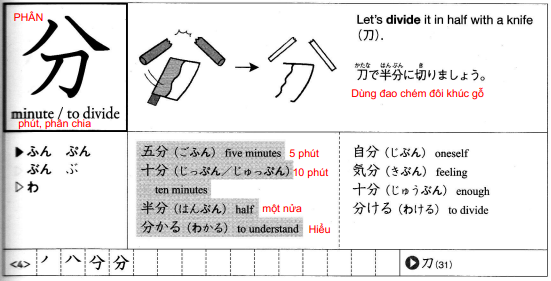 PHÂN
分
minute / to divide
phút, phân chia
Let's divide it in half with a knife
(刀).
かたな はんぶん き
刀で半分に切りましょう。
Dùng đao chém đôi khúc gỗ
▶ふん ぷん
ぶん ぶ
▷わ
五分(ごふん) five minutes 5 phút
十分(じっぷん/じゅっぷん) 10 phút
ten minutes
半分(はんぶん) half một nửa
分かる(わかる) to understand Hiểu
自分(じぶん) oneself
気分(きぶん) feeling
十分(じゅうぶん) enough
分ける(わける) to divide
<4> ノ 八 分 分
▶刀(31)